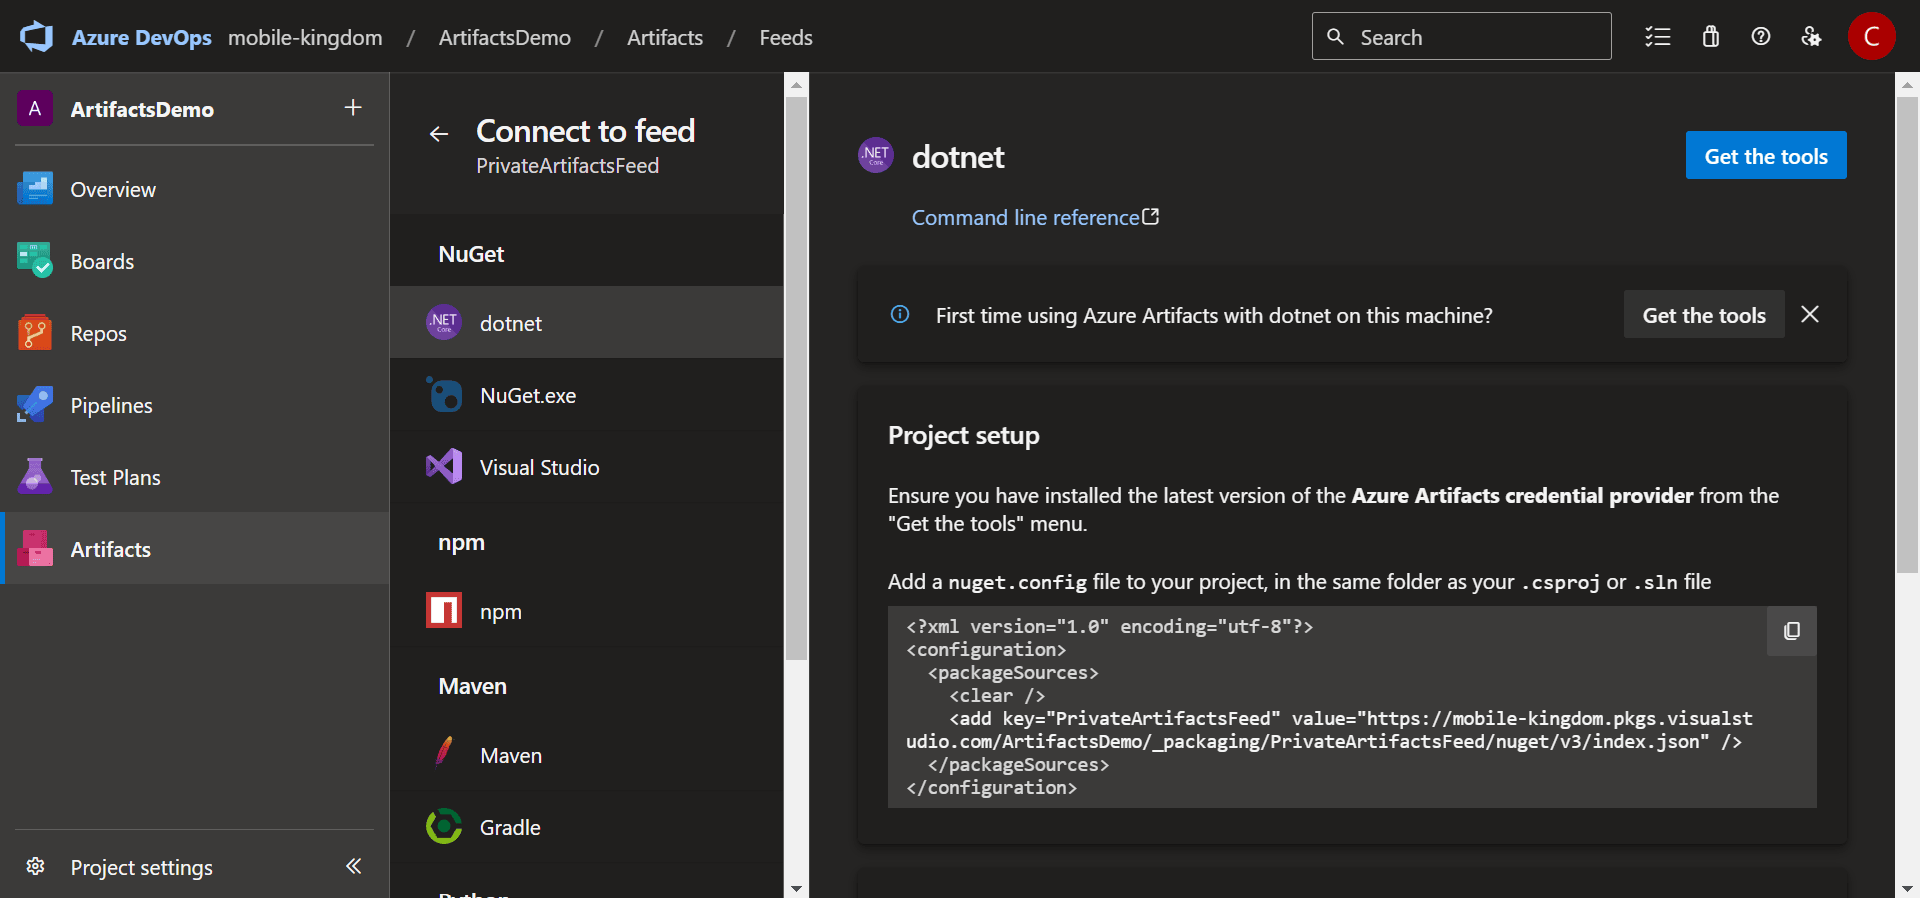 Azure DevOps mobile-kingdom / ArtifactsDemo / Artifacts / Feeds
Search
C
A ArtifactsDemo
Overview
Boards
Repos
Pipelines
Test Plans
Artifacts
Project settings
Connect to feed
PrivateArtifactsFeed
NuGet
.NET Core dotnet
NuGet.exe
Visual Studio
npm
npm
Maven
Maven
Gradle
Python
.NET Core dotnet
Get the tools
Command line reference
First time using Azure Artifacts with dotnet on this machine?
Get the tools
Project setup
Ensure you have installed the latest version of the Azure Artifacts credential provider from the
"Get the tools" menu.
Add a nuget.config file to your project, in the same folder as your .csproj or .sln file
<?xml version="1.0" encoding="utf-8"?>
<configuration>
  <packageSources>
    <clear />
    <add key="PrivateArtifactsFeed" value="https://mobile-kingdom.pkgs.visualst
udio.com/ArtifactsDemo/_packaging/PrivateArtifactsFeed/nuget/v3/index.json" />
  </packageSources>
</configuration>